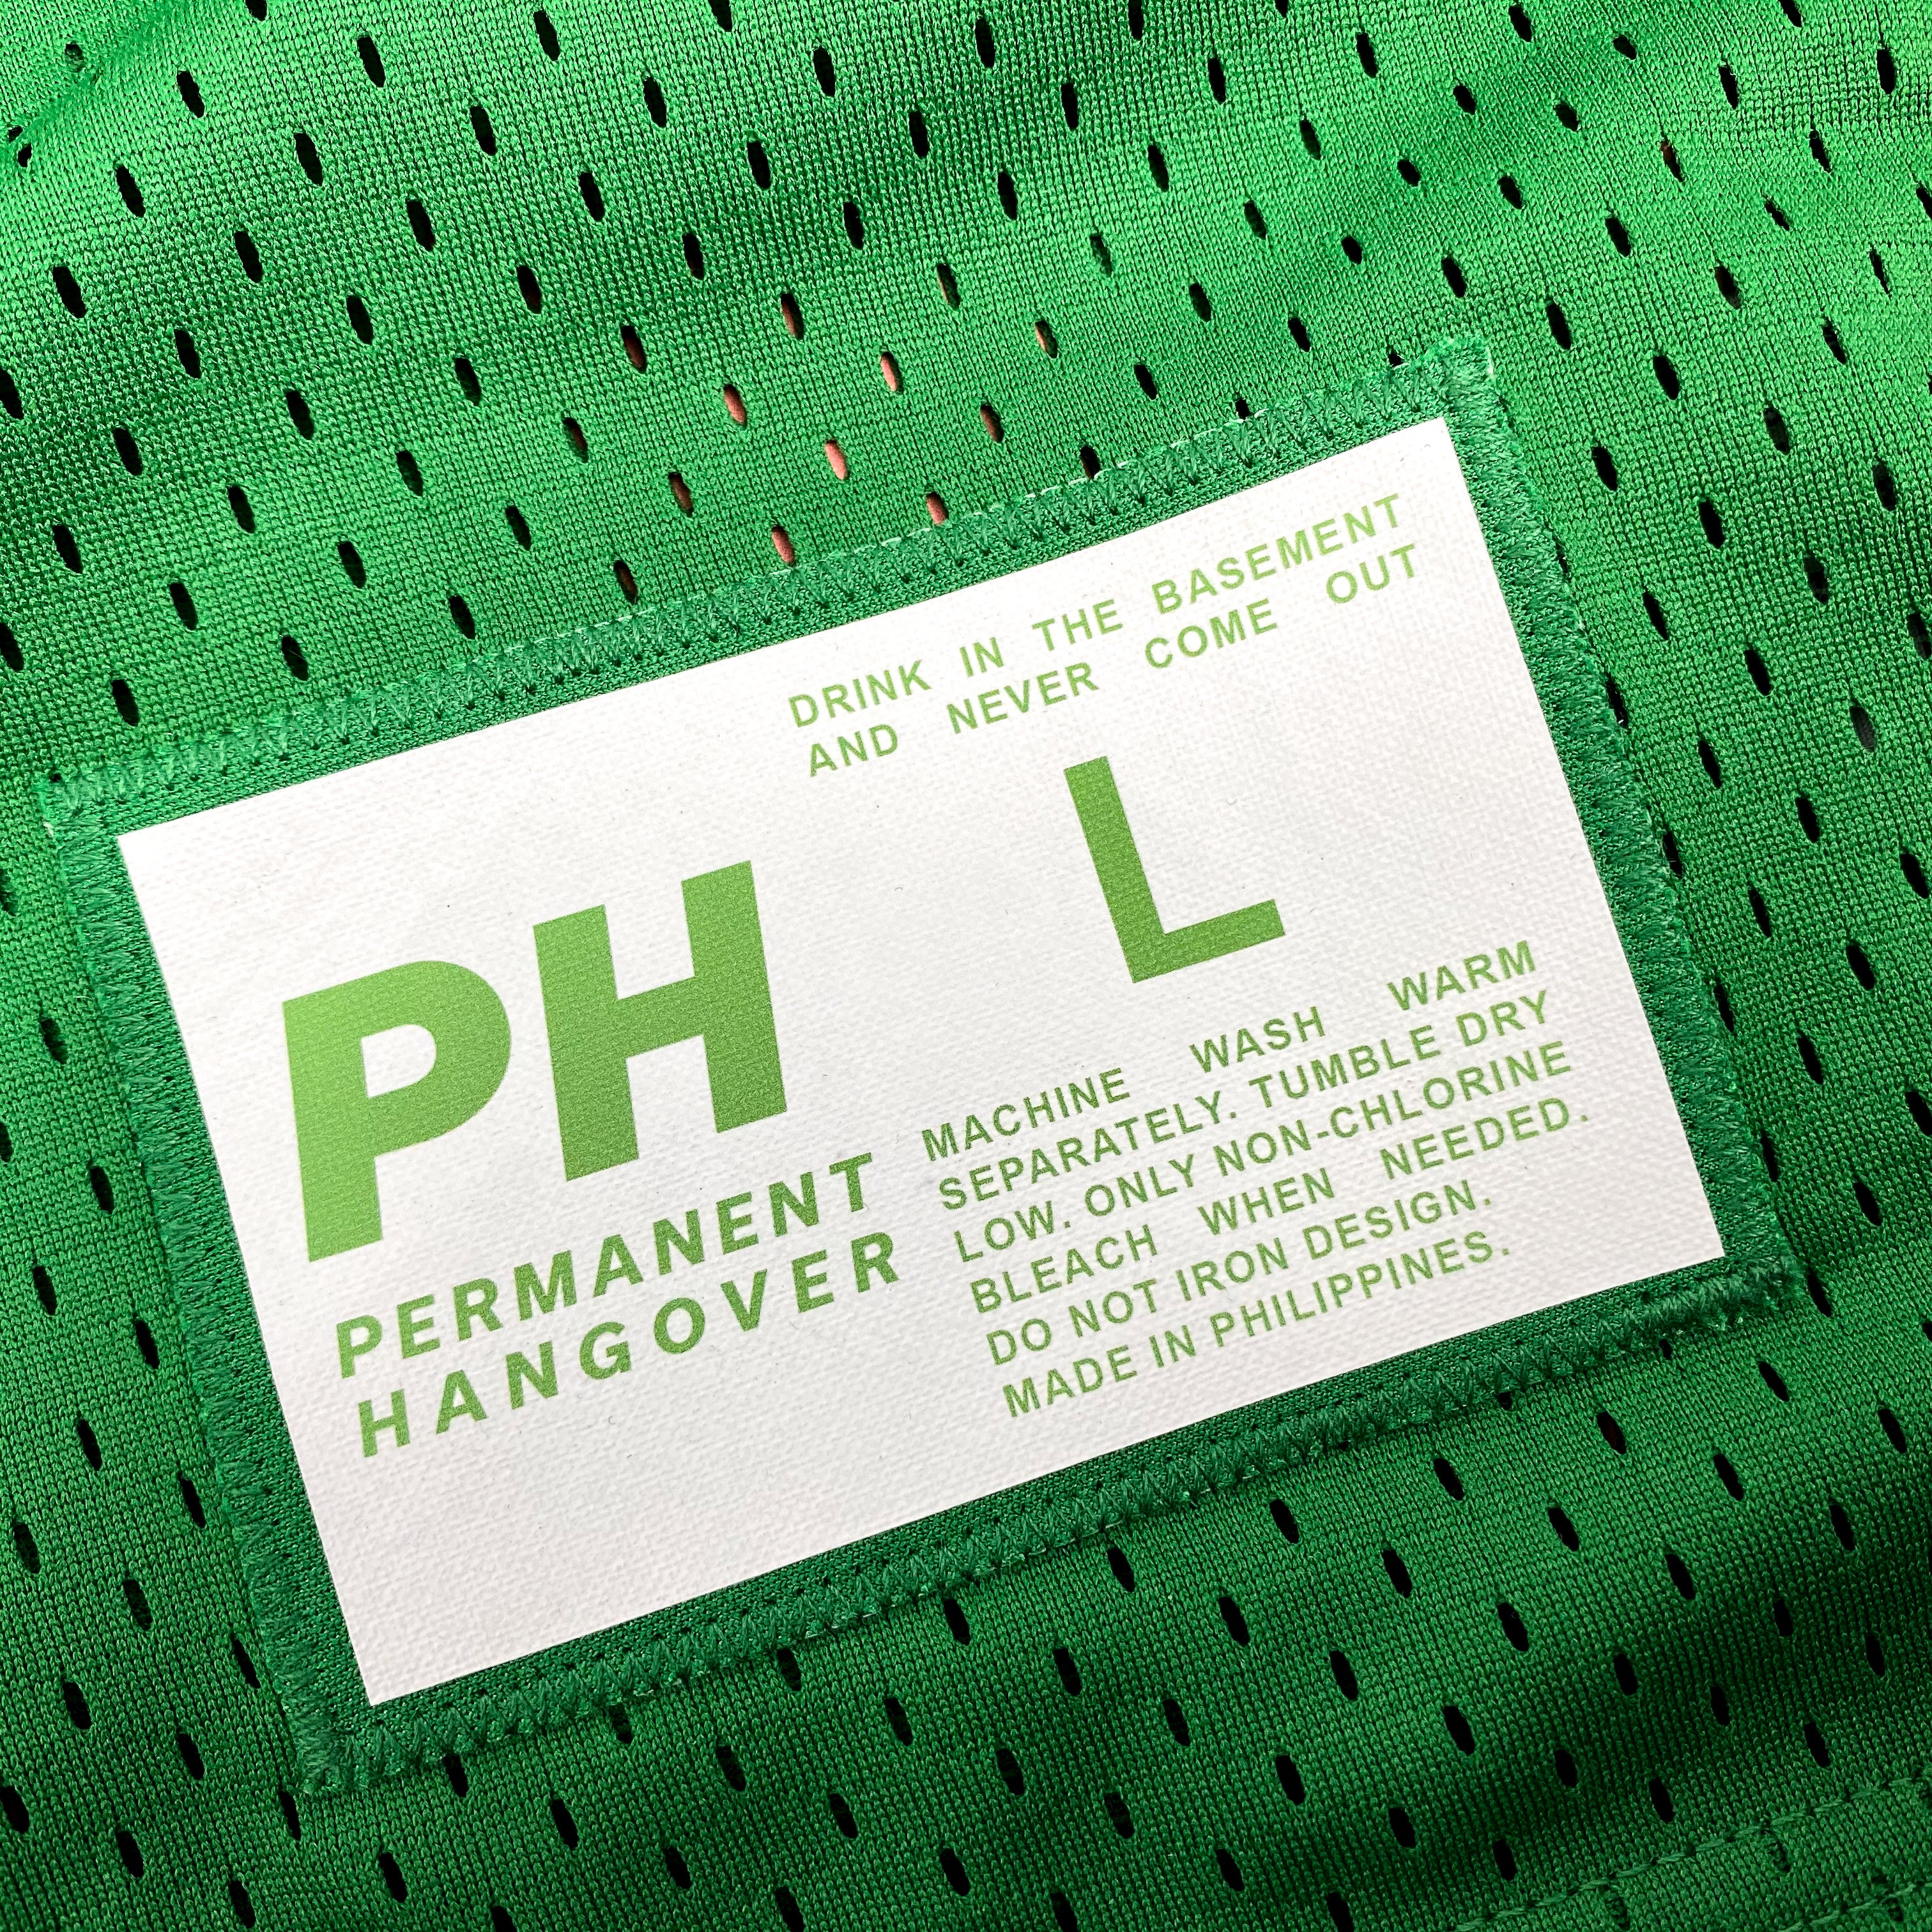 DRINK IN THE BASEMENT
AND NEVER COME OUT
PH
L
PERMANENT
HANGOVER
MACHINE WASH WARM
SEPARATELY. TUMBLE DRY
LOW. ONLY NON-CHLORINE
BLEACH WHEN NEEDED.
DO NOT IRON DESIGN.
MADE IN PHILIPPINES.